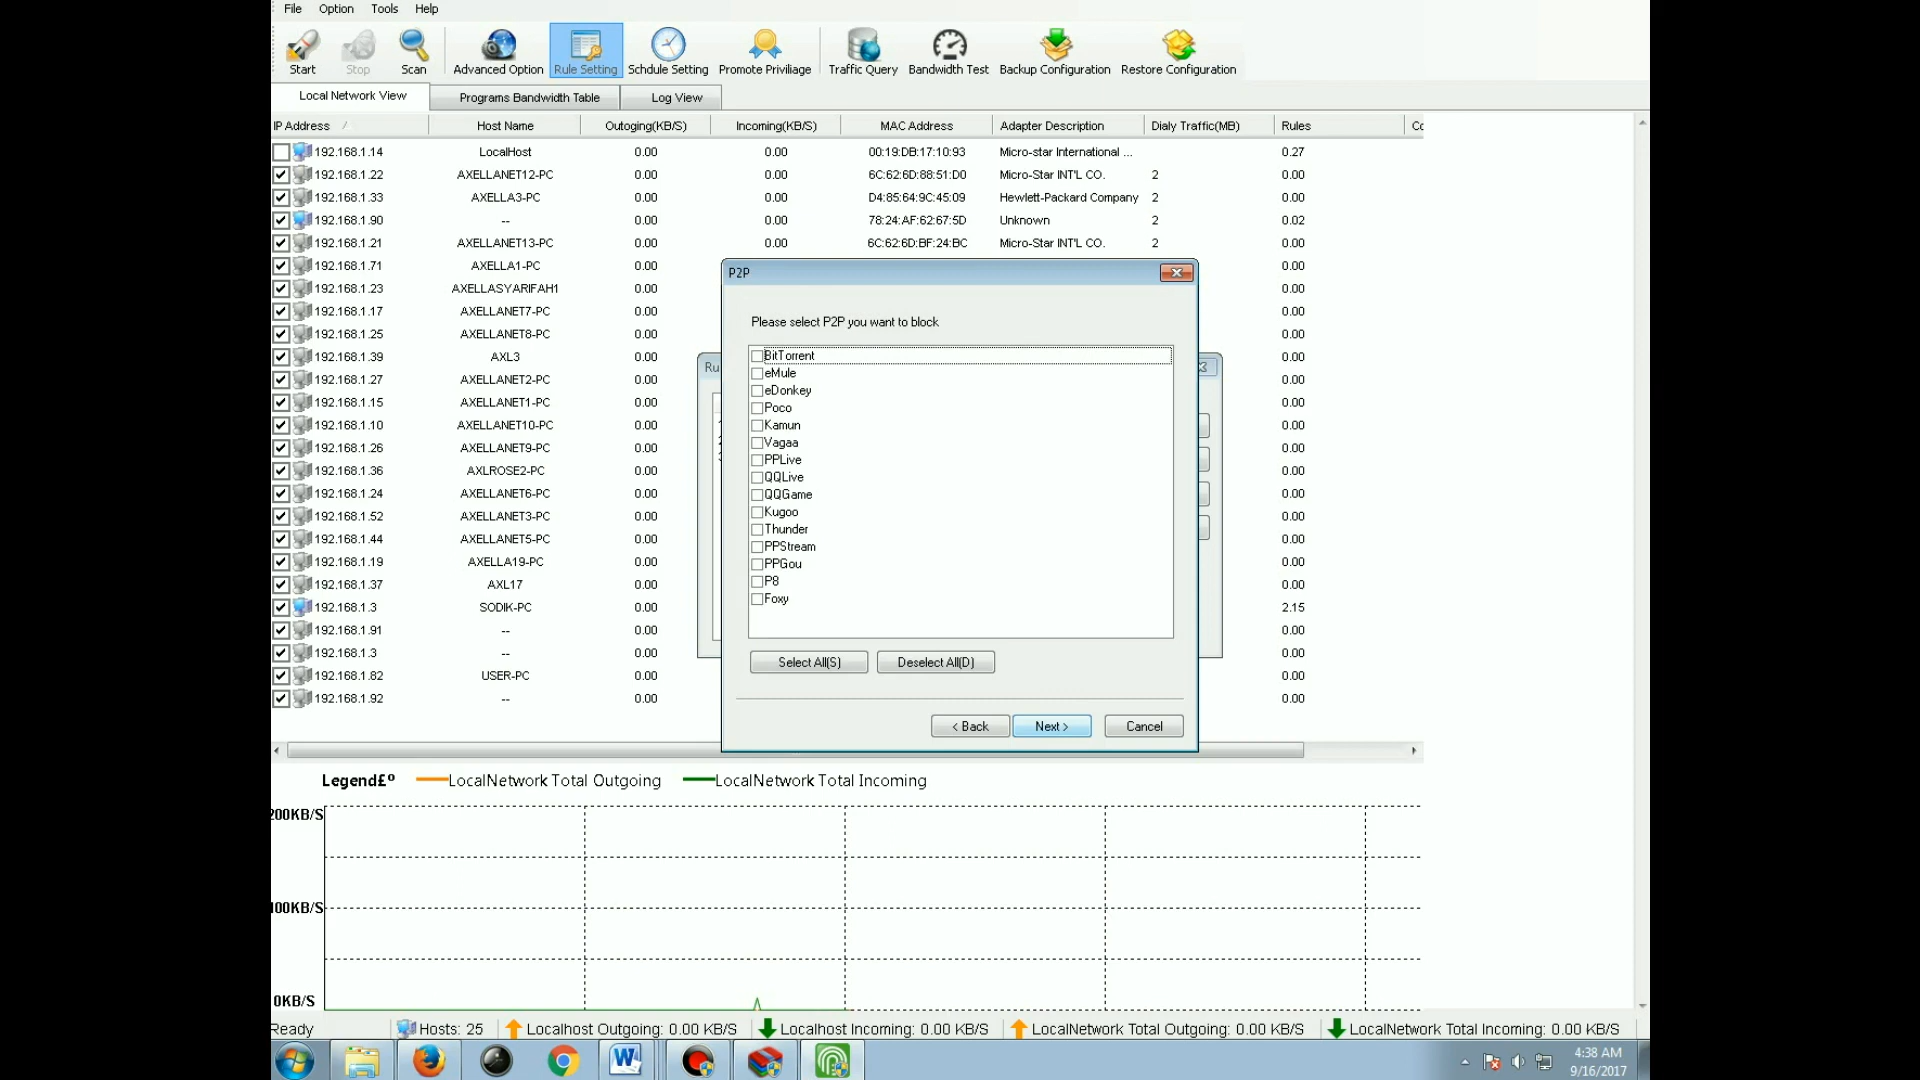 File Option Tools Help
Start Stop Scan Advanced Option Rule Setting Schdule Setting Promote Priviliage Traffic Query Bandwidth Test Backup Configuration Restore Configuration
Local Network View Programs Bandwidth Table Log View
IP Address Host Name Outoging(KB/S) Incoming(KB/S) MAC Address Adapter Description Dialy Traffic(MB) Rules
192.168.1.14 LocalHost 0.00 0.00 00:19:DB:17:10:93 Micro-star International ... 0.27
192.168.1.22 AXELLANET12-PC 0.00 0.00 6C:62:6D:88:51:D0 Micro-Star INT'L CO. 2 0.00
192.168.1.33 AXELLA3-PC 0.00 0.00 D4:85:64:9C:45:09 Hewlett-Packard Company 2 0.00
192.168.1.90 -- 0.00 0.00 78:24:AF:62:67:5D Unknown 2 0.02
192.168.1.21 AXELLANET13-PC 0.00 0.00 6C:62:6D:BF:24:BC Micro-Star INT'L CO. 2 0.00
192.168.1.71 AXELLA1-PC 0.00 0.00
192.168.1.23 AXELLASYARIFAH1 0.00 0.00
192.168.1.17 AXELLANET7-PC 0.00 0.00
192.168.1.25 AXELLANET8-PC 0.00 0.00
192.168.1.39 AXL3 0.00 0.00
192.168.1.27 AXELLANET2-PC 0.00 0.00
192.168.1.15 AXELLANET1-PC 0.00 0.00
192.168.1.10 AXELLANET10-PC 0.00 0.00
192.168.1.26 AXELLANET9-PC 0.00 0.00
192.168.1.36 AXLROSE2-PC 0.00 0.00
192.168.1.24 AXELLANET6-PC 0.00 0.00
192.168.1.52 AXELLANET3-PC 0.00 0.00
192.168.1.44 AXELLANET5-PC 0.00 0.00
192.168.1.19 AXELLA19-PC 0.00 0.00
192.168.1.37 AXL17 0.00 0.00
192.168.1.3 SODIK-PC 0.00 2.15
192.168.1.91 -- 0.00 0.00
192.168.1.3 -- 0.00 0.00
192.168.1.82 USER-PC 0.00 0.00
192.168.1.92 -- 0.00 0.00
P2P
Please select P2P you want to block
BitTorrent
eMule
eDonkey
Poco
Kamun
Vagaa
PPLive
QQLive
QQGame
Kugoo
Thunder
PPStream
PPGou
P8
Foxy
Select All(S) Deselect All(D)
< Back Next > Cancel
Legend£º LocalNetwork Total Outgoing LocalNetwork Total Incoming
200KB/S
100KB/S
0KB/S
Ready Hosts: 25 Localhost Outgoing: 0.00 KB/S Localhost Incoming: 0.00 KB/S LocalNetwork Total Outgoing: 0.00 KB/S LocalNetwork Total Incoming: 0.00 KB/S
4:38 AM
9/16/2017